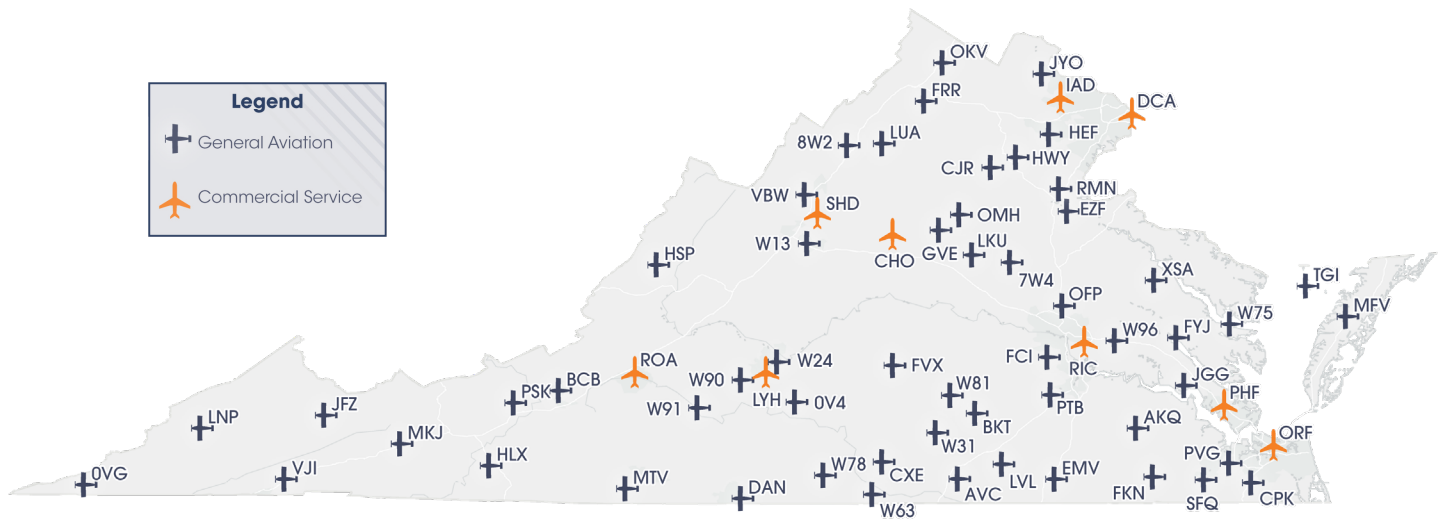 Legend
General Aviation
Commercial Service
OKV
JYO
IAD
FRR
DCA
HEF
LUA
8W2
HWY
CJR
RMN
VBW
SHD
EZF
OMH
W13
LKU
HSP
GVE
CHO
7W4
XSA
TGI
OFP
MFV
W75
FYJ
W96
FCI
ROA
W24
RIC
FVX
W90
JGG
BCB
W81
PSK
PHF
LYH
0V4
PTB
JFZ
W91
LNP
AKQ
BKT
ORF
MKJ
W31
HLX
PVG
W78
VJI
0VG
CXE
EMV
MTV
LVL
DAN
AVC
FKN
CPK
SFQ
W63